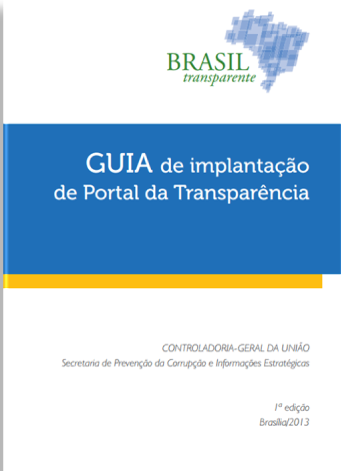 BRASIL
transparente
GUIA de implantação
de Portal da Transparência
CONTROLADORIA-GERAL DA UNIÃO
Secretaria de Prevenção da Corrupção e Informações Estratégicas
1ª edição
Brasília/2013